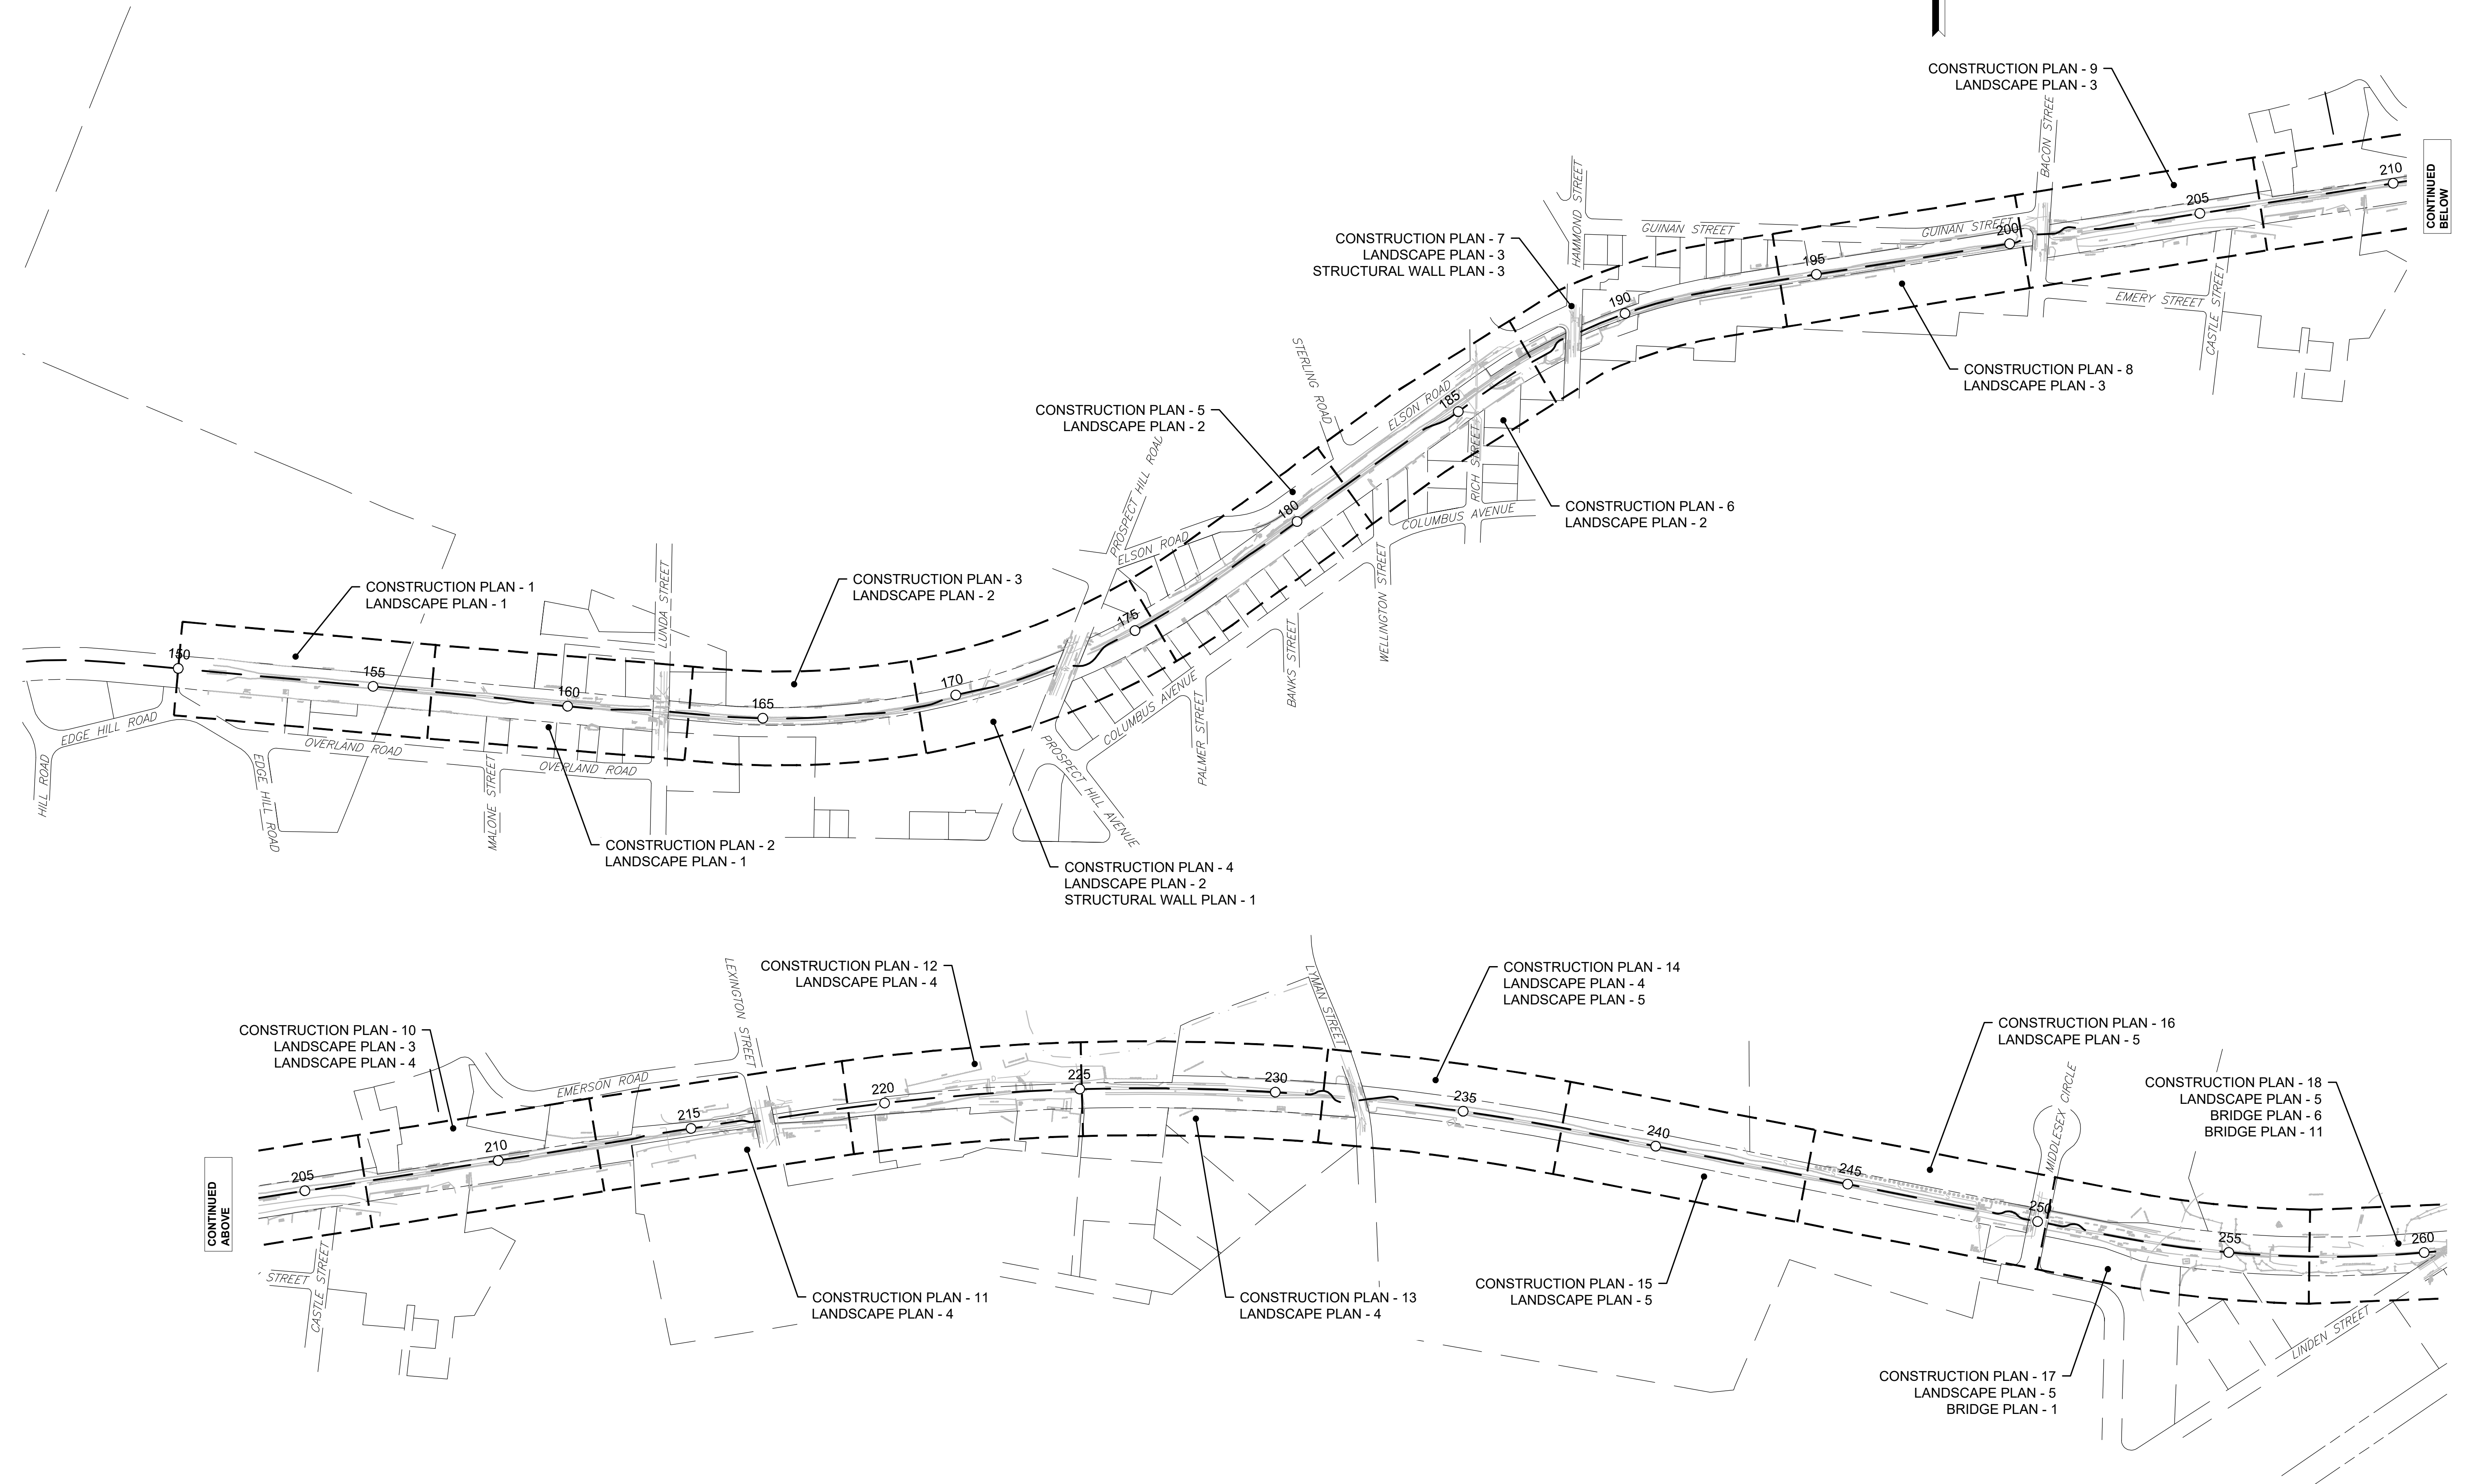 CONSTRUCTION PLAN - 9
LANDSCAPE PLAN - 3
BACON STREE
210
CONTINUED
BELOW
205
HAMMOND STREET
GUINAN STREET
GUINAN STREET
200
CONSTRUCTION PLAN - 7
LANDSCAPE PLAN - 3
STRUCTURAL WALL PLAN - 3
195
190
EMERY STREET
CASTLE STREET
CONSTRUCTION PLAN - 8
LANDSCAPE PLAN - 3
STERLING ROAD
ELSON ROAD
185
CONSTRUCTION PLAN - 5
LANDSCAPE PLAN - 2
PROSPECT HILL ROAD
RICH STREET
180
CONSTRUCTION PLAN - 6
LANDSCAPE PLAN - 2
COLUMBUS AVENUE
ELSON ROAD
WELLINGTON STREET
CONSTRUCTION PLAN - 1
LANDSCAPE PLAN - 1
LUNDA STREET
CONSTRUCTION PLAN - 3
LANDSCAPE PLAN - 2
175
BANKS STREET
150
155
160
165
170
COLUMBUS AVENUE
PALMER STREET
EDGE HILL ROAD
OVERLAND ROAD
OVERLAND ROAD
HILL ROAD
EDGE HILL ROAD
MALONE STREET
PROSPECT HILL AVENUE
CONSTRUCTION PLAN - 2
LANDSCAPE PLAN - 1
CONSTRUCTION PLAN - 4
LANDSCAPE PLAN - 2
STRUCTURAL WALL PLAN - 1
LEXINGTON STREET
CONSTRUCTION PLAN - 12
LANDSCAPE PLAN - 4
LYMAN STREET
CONSTRUCTION PLAN - 14
LANDSCAPE PLAN - 4
LANDSCAPE PLAN - 5
CONSTRUCTION PLAN - 10
LANDSCAPE PLAN - 3
LANDSCAPE PLAN - 4
CONSTRUCTION PLAN - 16
LANDSCAPE PLAN - 5
EMERSON ROAD
MIDDLESEX CIRCLE
CONSTRUCTION PLAN - 18
LANDSCAPE PLAN - 5
BRIDGE PLAN - 6
BRIDGE PLAN - 11
205
210
215
220
225
230
235
240
245
250
255
260
CONTINUED
ABOVE
STREET
CASTLE STREET
CONSTRUCTION PLAN - 11
LANDSCAPE PLAN - 4
CONSTRUCTION PLAN - 13
LANDSCAPE PLAN - 4
CONSTRUCTION PLAN - 15
LANDSCAPE PLAN - 5
LINDEN STREET
CONSTRUCTION PLAN - 17
LANDSCAPE PLAN - 5
BRIDGE PLAN - 1